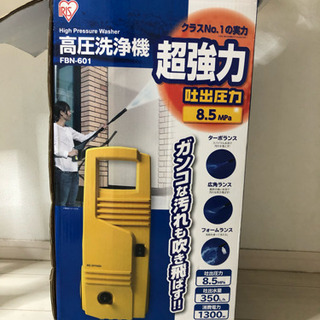 IRIS
High Pressure Washer
高圧洗浄機
FBN-601
クラスNo.1の実力
超強力
吐出圧力
8.5MPa
ガンコな汚れも吹き飛ばす!!
ターボランス
広角ランス
フォームランス
吐出圧力
8.5MPa
吐出水量
350L/h
消費電力
1300